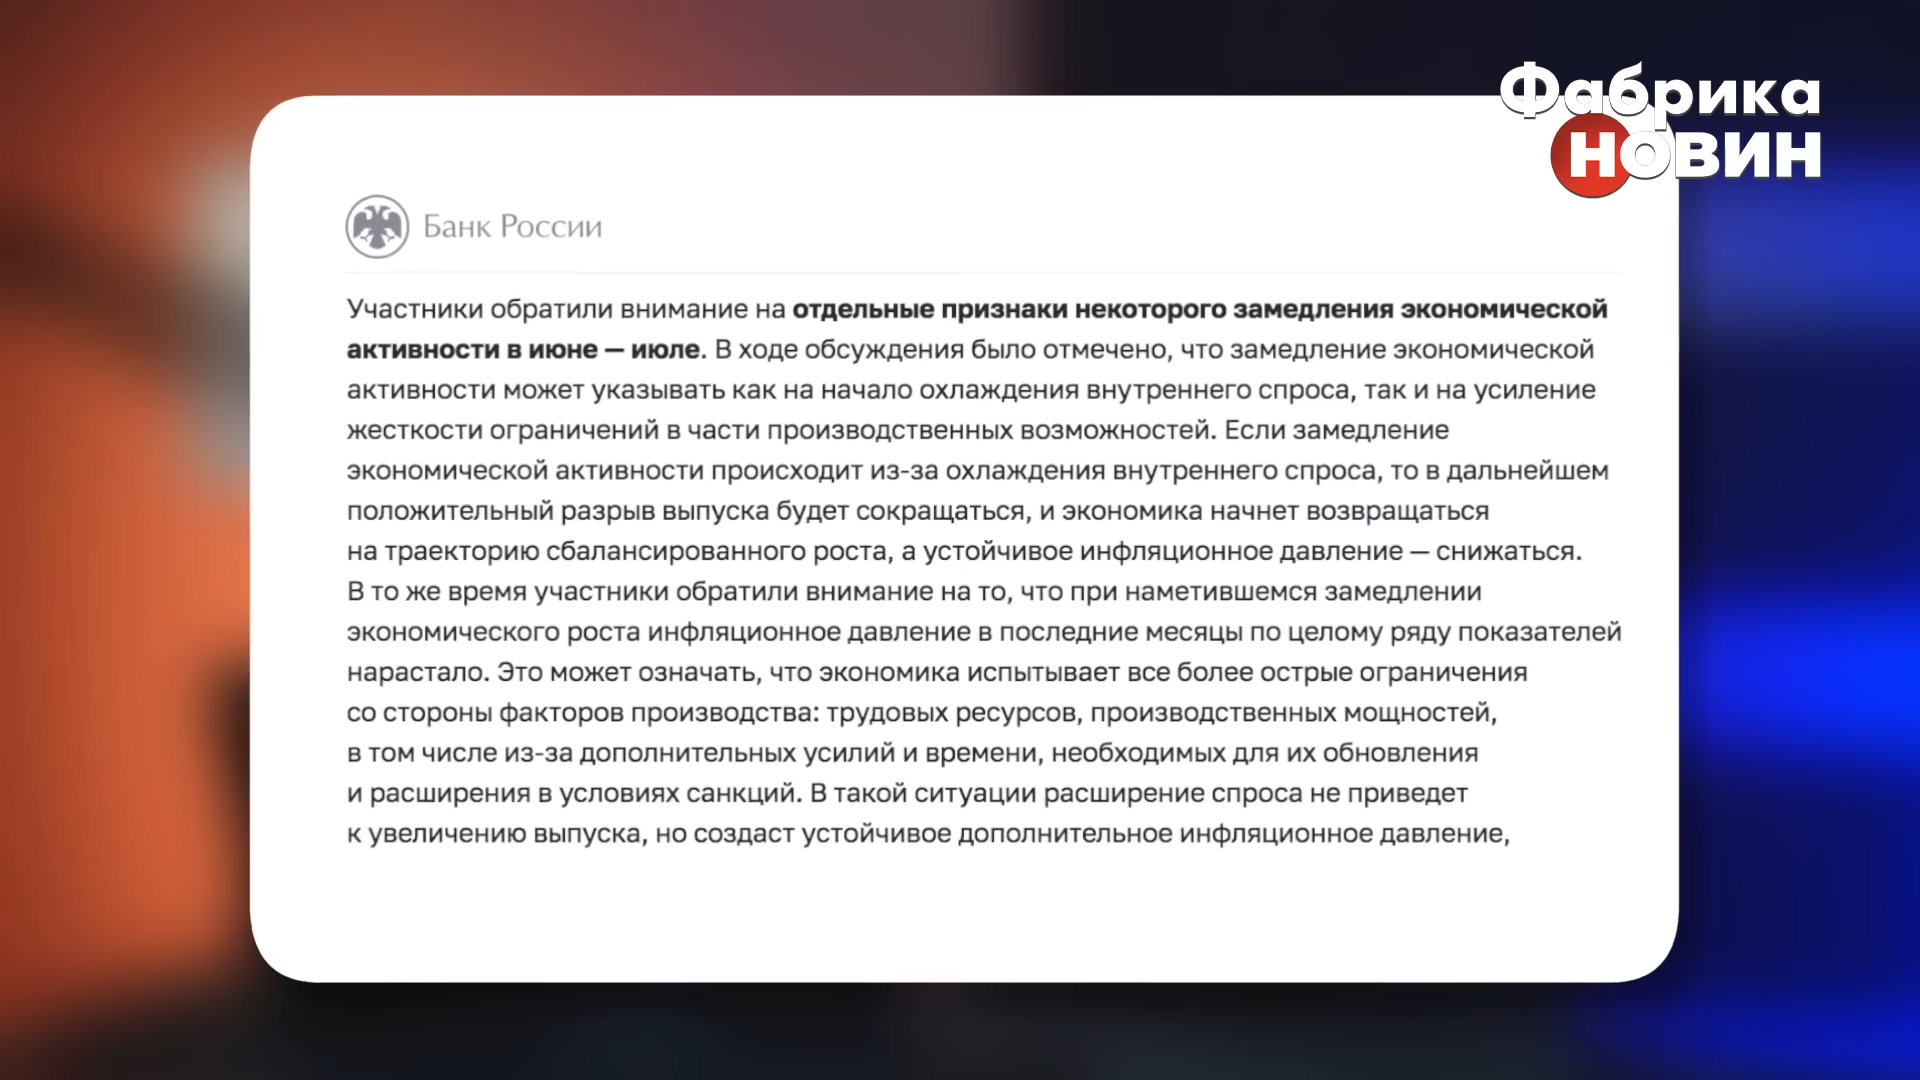 Фабрика
новин
Банк России
Участники обратили внимание на отдельные признаки некоторого замедления экономической
активности в июне — июле. В ходе обсуждения было отмечено, что замедление экономической
активности может указывать как на начало охлаждения внутреннего спроса, так и на усиление
жесткости ограничений в части производственных возможностей. Если замедление
экономической активности происходит из-за охлаждения внутреннего спроса, то в дальнейшем
положительный разрыв выпуска будет сокращаться, и экономика начнет возвращаться
на траекторию сбалансированного роста, а устойчивое инфляционное давление — снижаться.
В то же время участники обратили внимание на то, что при наметившемся замедлении
экономического роста инфляционное давление в последние месяцы по целому ряду показателей
нарастало. Это может означать, что экономика испытывает все более острые ограничения
со стороны факторов производства: трудовых ресурсов, производственных мощностей,
в том числе из-за дополнительных усилий и времени, необходимых для их обновления
и расширения в условиях санкций. В такой ситуации расширение спроса не приведет
к увеличению выпуска, но создаст устойчивое дополнительное инфляционное давление,